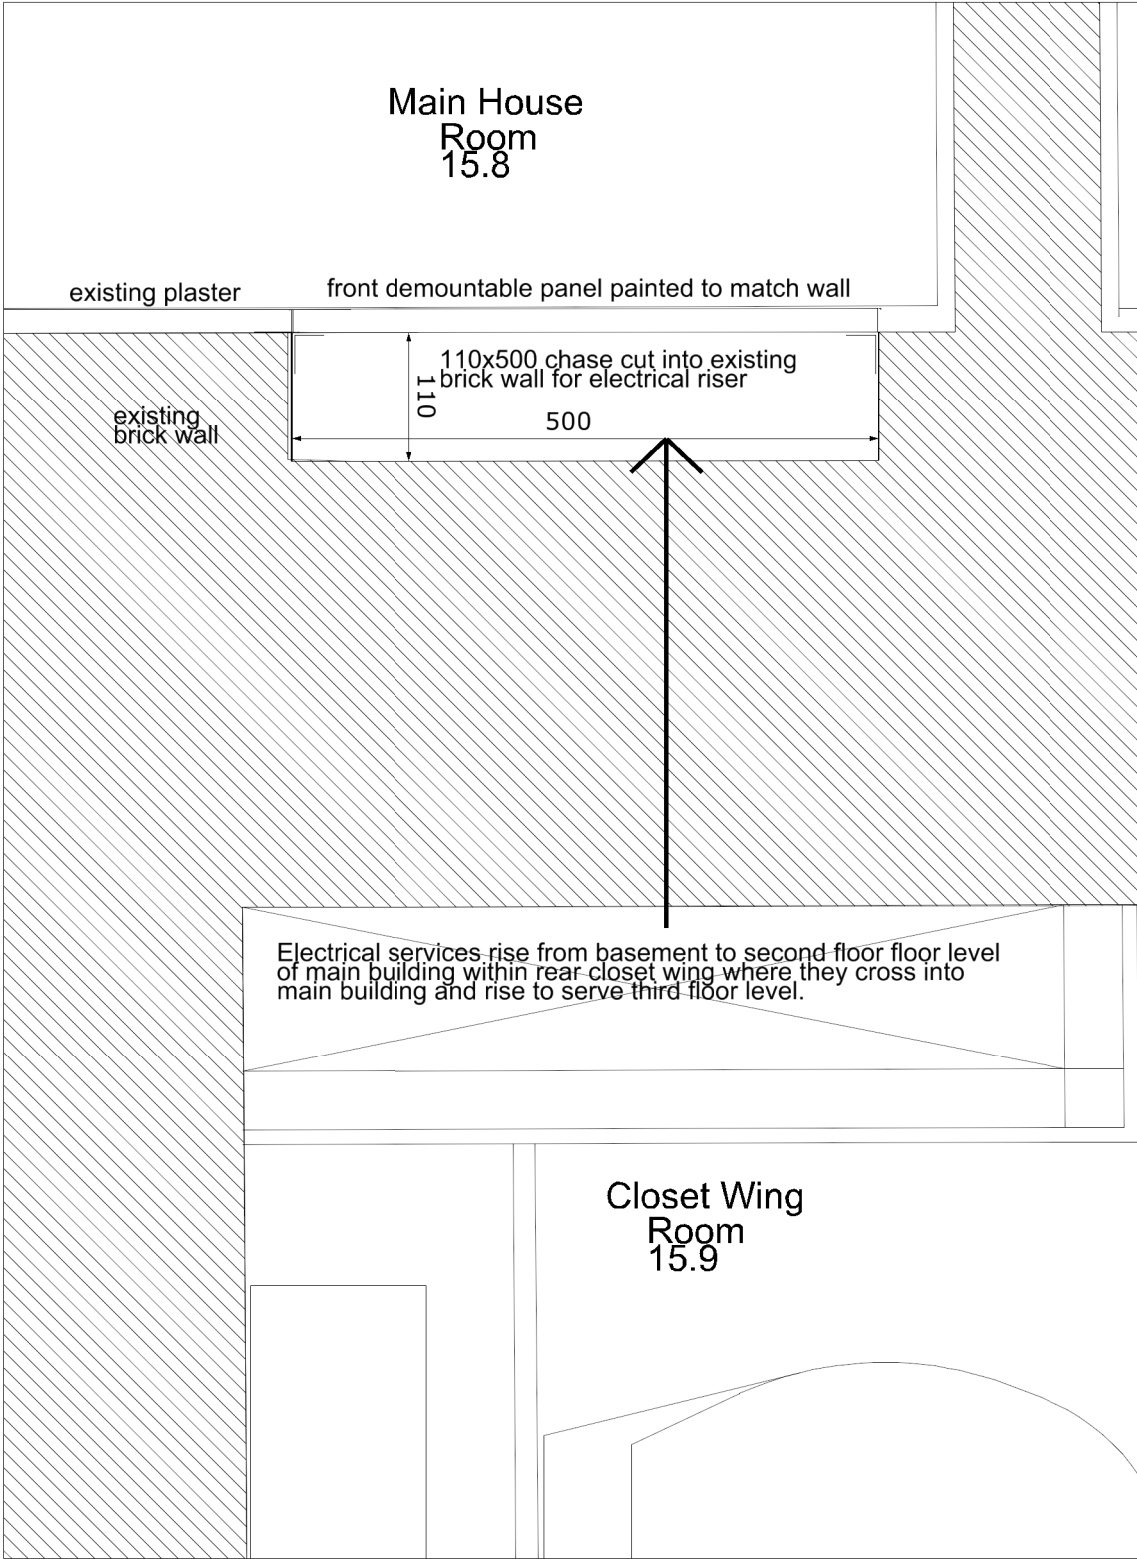 Main House
Room
15.8
existing plaster
front demountable panel painted to match wall
110x500 chase cut into existing
brick wall for electrical riser
110
500
existing
brick wall
Electrical services rise from basement to second floor floor level
of main building within rear closet wing where they cross into
main building and rise to serve third floor level.
Closet Wing
Room
15.9